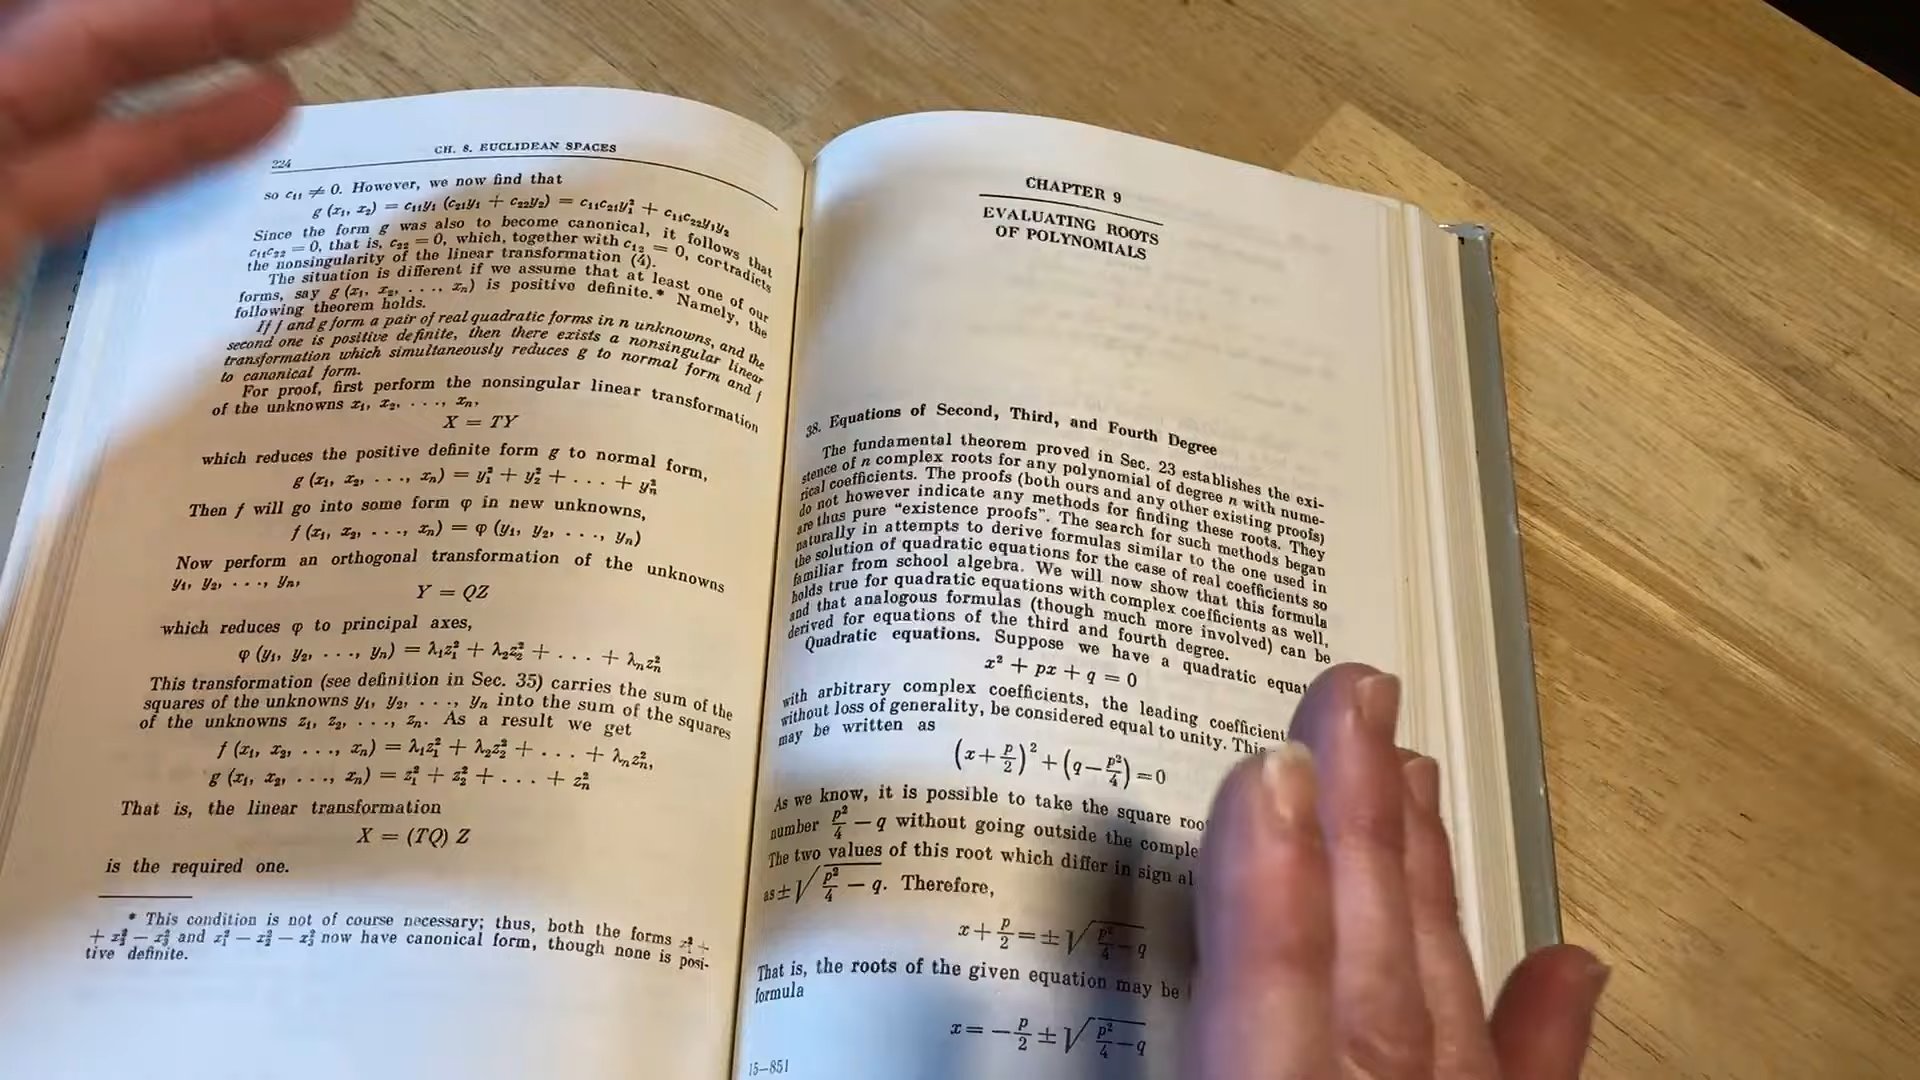 224
CH. 8. EUCLIDEAN SPACES
so c₁₁ ≠ 0. However, we now find that
g (x₁, x₂) = c₁₁y₁ (c₂₁y₁ + c₂₂y₂) = c₁₁c₂₁y₁² + c₁₁c₂₂y₁y₂
Since the form g was also to become canonical, it follows that
c₁₁c₂₂ = 0, that is, c₂₂ = 0, which, together with c₁₂ = 0, contradicts
the nonsingularity of the linear transformation (4).
The situation is different if we assume that at least one of our
forms, say g (x₁, x₂, . . ., xₙ) is positive definite.* Namely, the
following theorem holds.
If f and g form a pair of real quadratic forms in n unknowns, and the
second one is positive definite, then there exists a nonsingular linear
transformation which simultaneously reduces g to normal form and f
to canonical form.
For proof, first perform the nonsingular linear transformation
of the unknowns x₁, x₂, . . ., xₙ,
X = TY
which reduces the positive definite form g to normal form,
g (x₁, x₂, . . ., xₙ) = y₁² + y₂² + . . . + yₙ²
Then f will go into some form φ in new unknowns,
f (x₁, x₂, . . ., xₙ) = φ (y₁, y₂, . . ., yₙ)
Now perform an orthogonal transformation of the unknowns
y₁, y₂, . . ., yₙ,
Y = QZ
which reduces φ to principal axes,
φ (y₁, y₂, . . ., yₙ) = λ₁z₁² + λ₂z₂² + . . . + λₙzₙ²
This transformation (see definition in Sec. 35) carries the sum of the
squares of the unknowns y₁, y₂, . . ., yₙ into the sum of the squares
of the unknowns z₁, z₂, . . ., zₙ. As a result we get
f (x₁, x₂, . . ., xₙ) = λ₁z₁² + λ₂z₂² + . . . + λₙzₙ²,
g (x₁, x₂, . . ., xₙ) = z₁² + z₂² + . . . + zₙ²
That is, the linear transformation
X = (TQ) Z
is the required one.
* This condition is not of course necessary; thus, both the forms x₁² +
+ x₂² − x₃² and x₁² − x₂² − x₃² now have canonical form, though none is posi-
tive definite.
CHAPTER 9
EVALUATING ROOTS
OF POLYNOMIALS
38. Equations of Second, Third, and Fourth Degree
The fundamental theorem proved in Sec. 23 establishes the exi-
stence of n complex roots for any polynomial of degree n with nume-
rical coefficients. The proofs (both ours and any other existing proofs)
do not however indicate any methods for finding these roots. They
are thus pure "existence proofs". The search for such methods began
naturally in attempts to derive formulas similar to the one used in
the solution of quadratic equations for the case of real coefficients so
familiar from school algebra. We will now show that this formula
holds true for quadratic equations with complex coefficients as well,
and that analogous formulas (though much more involved) can be
derived for equations of the third and fourth degree.
Quadratic equations. Suppose we have a quadratic
x² + px + q = 0
with arbitrary complex coefficients, the leading coefficient
without loss of generality, be considered equal to unity. This
may be written as
(x + p/2)² + (q − p²/4) = 0
As we know, it is possible to take the square
number p²/4 − q without going outside the
The two values of this root which differ in sign
as ±√(p²/4 − q). Therefore,
x + p/2 = ±√(p²/4 − q)
That is, the roots of the given equation may be
formula
x = −p/2 ± √(p²/4 − q)
15—851